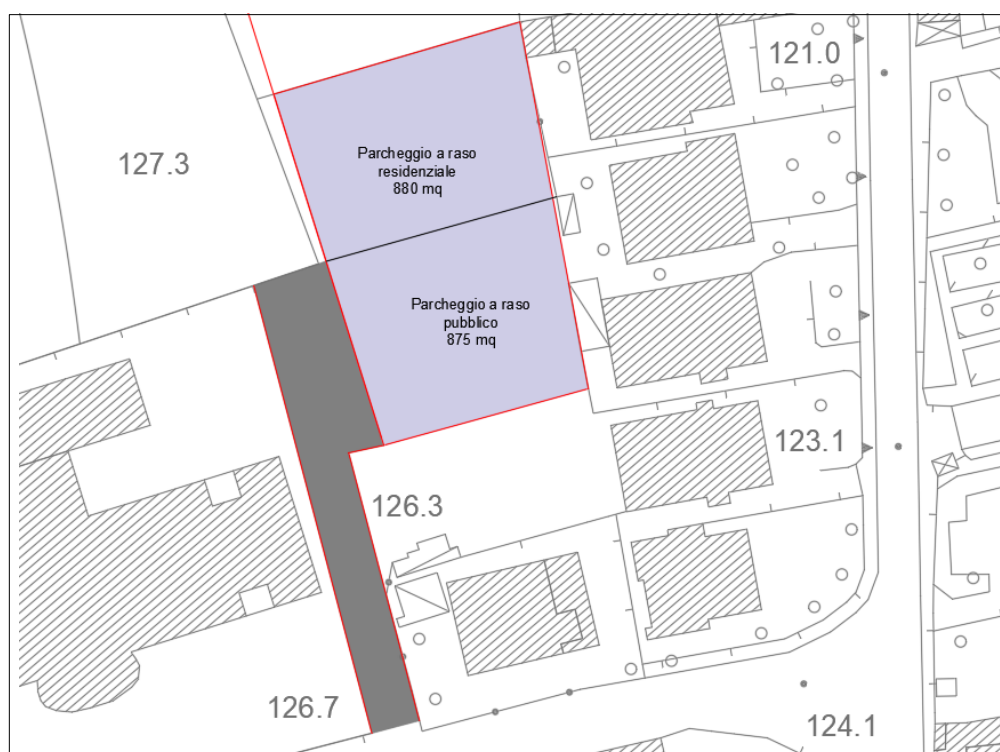 121.0
127.3
Parcheggio a raso
residenziale
880 mq
Parcheggio a raso
pubblico
875 mq
123.1
126.3
126.7
124.1